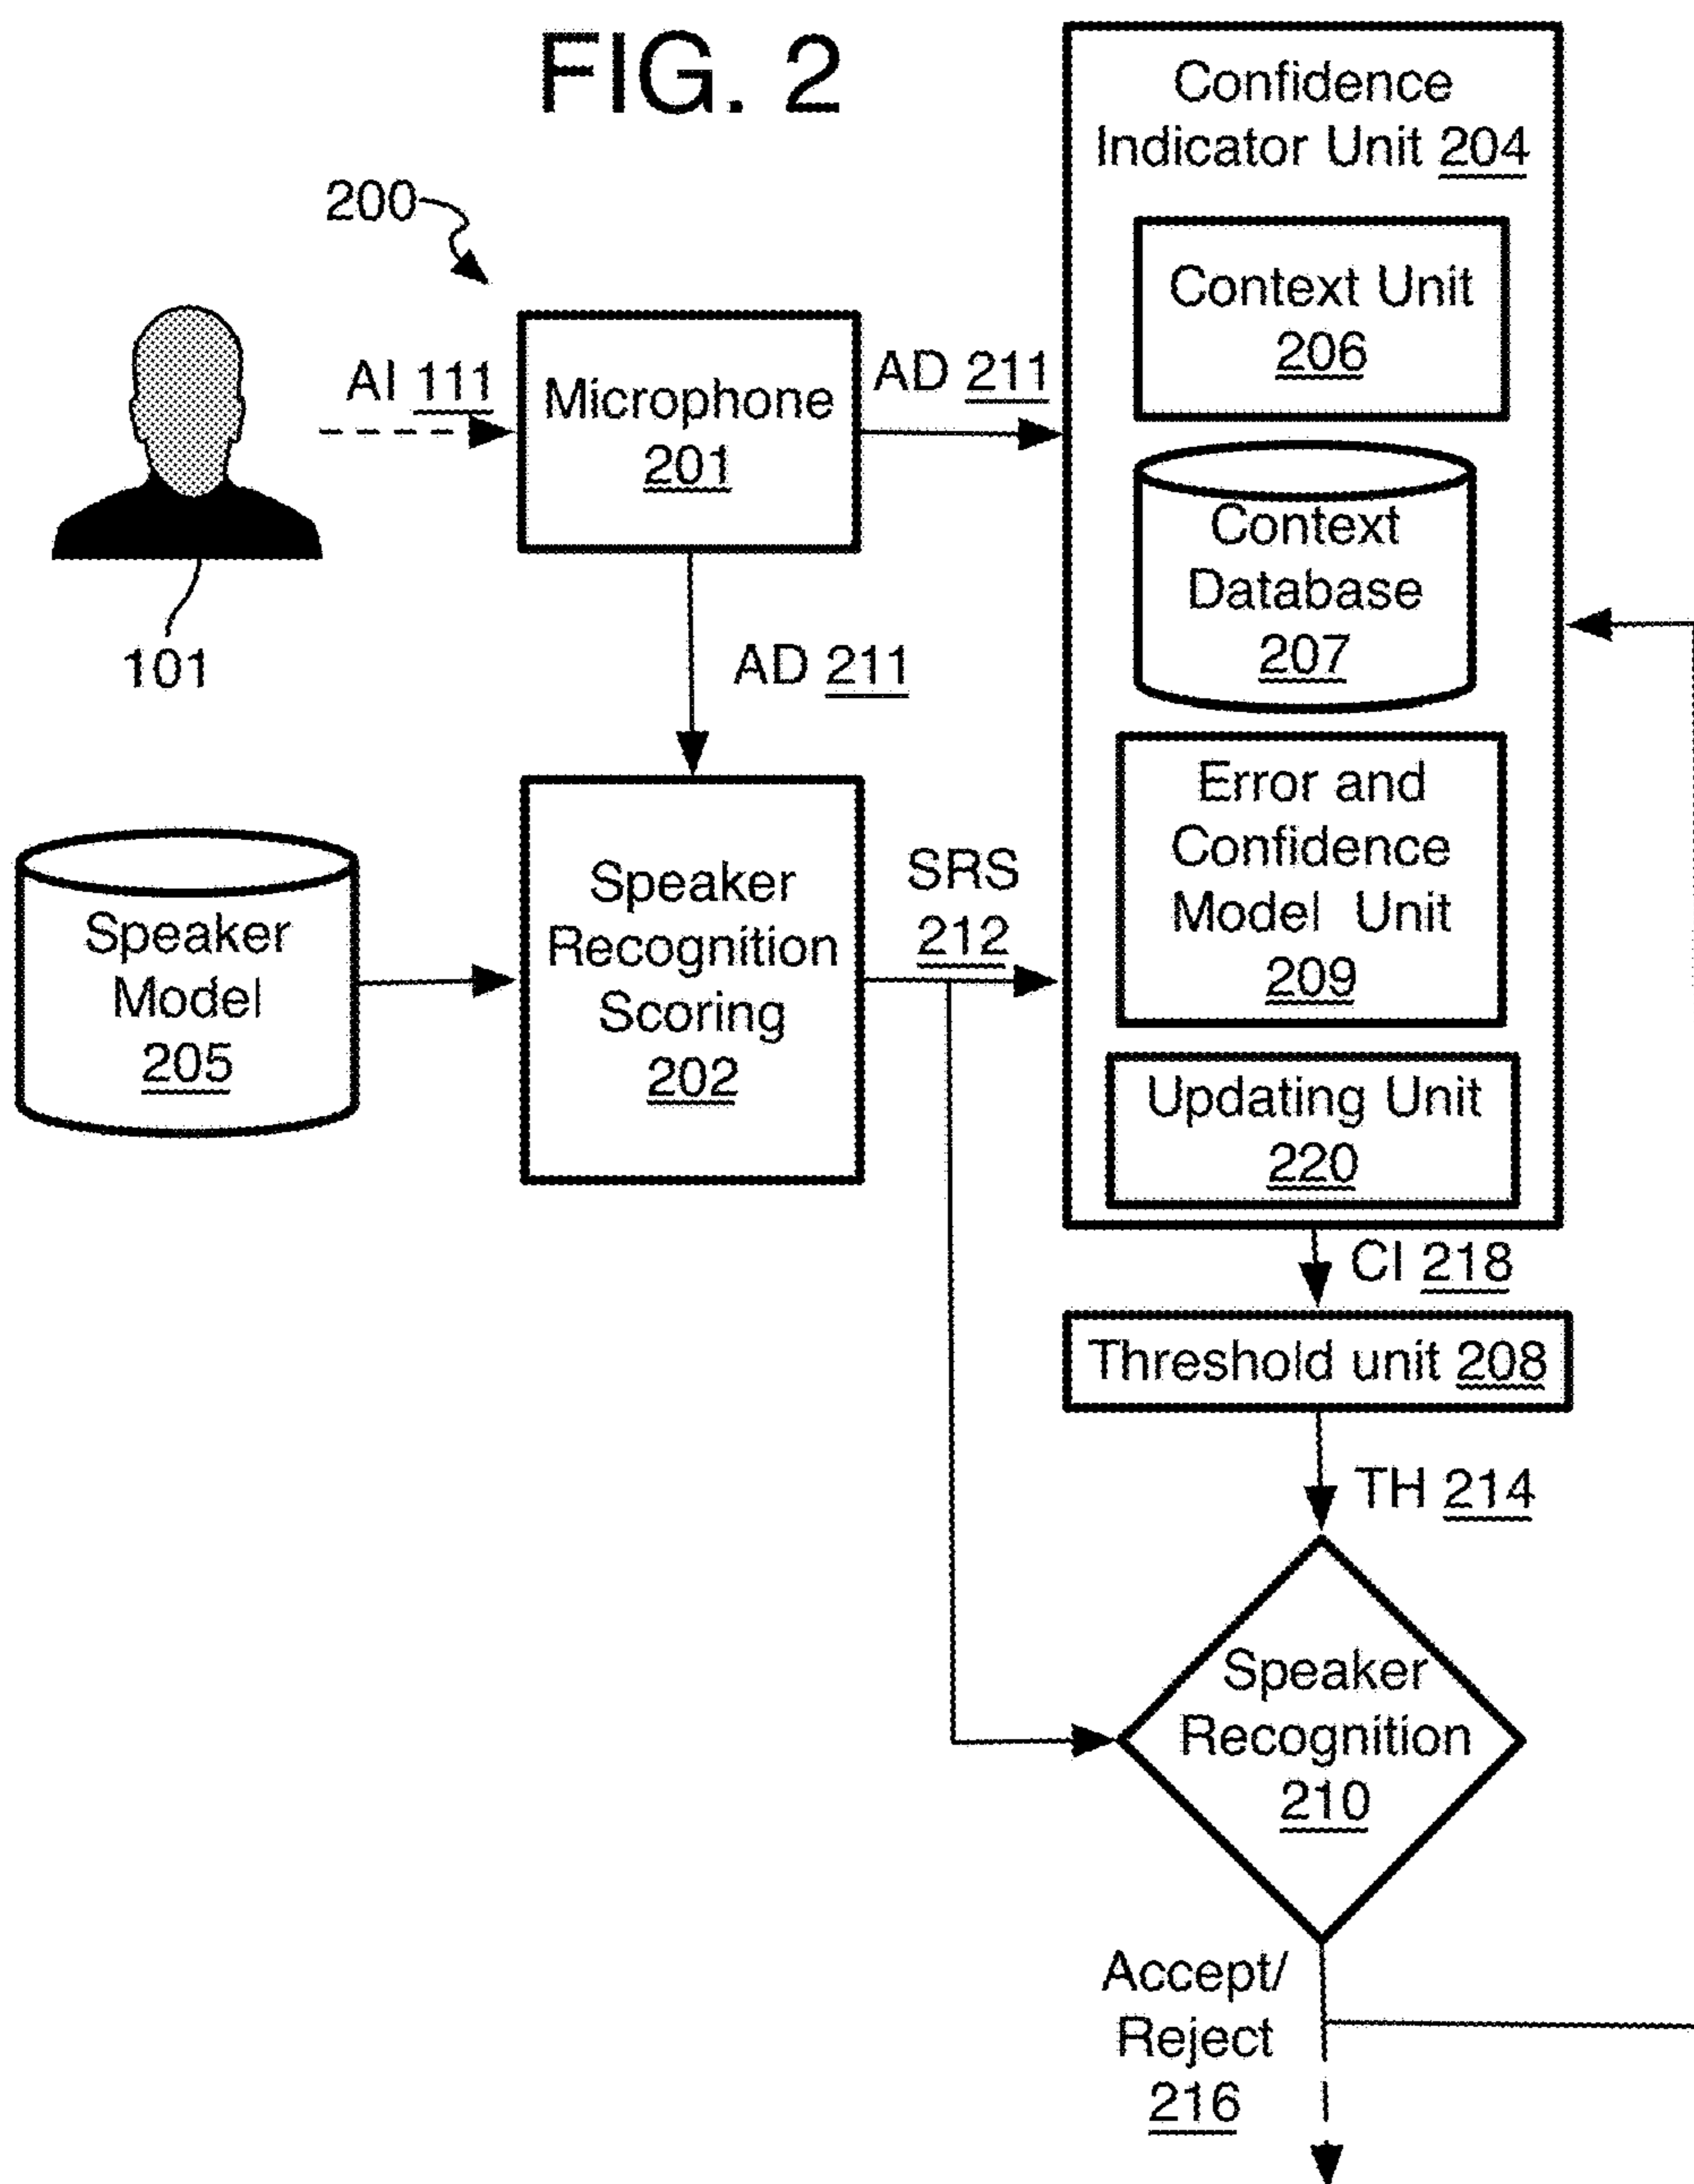 FIG. 2
200
101
AI 111
Microphone
201
AD 211
AD 211
Speaker
Model
205
Speaker
Recognition
Scoring
202
SRS
212
Confidence
Indicator Unit 204
Context Unit
206
Context
Database
207
Error and
Confidence
Model Unit
209
Updating Unit
220
CI 218
Threshold unit 208
TH 214
Speaker
Recognition
210
Accept/
Reject
216